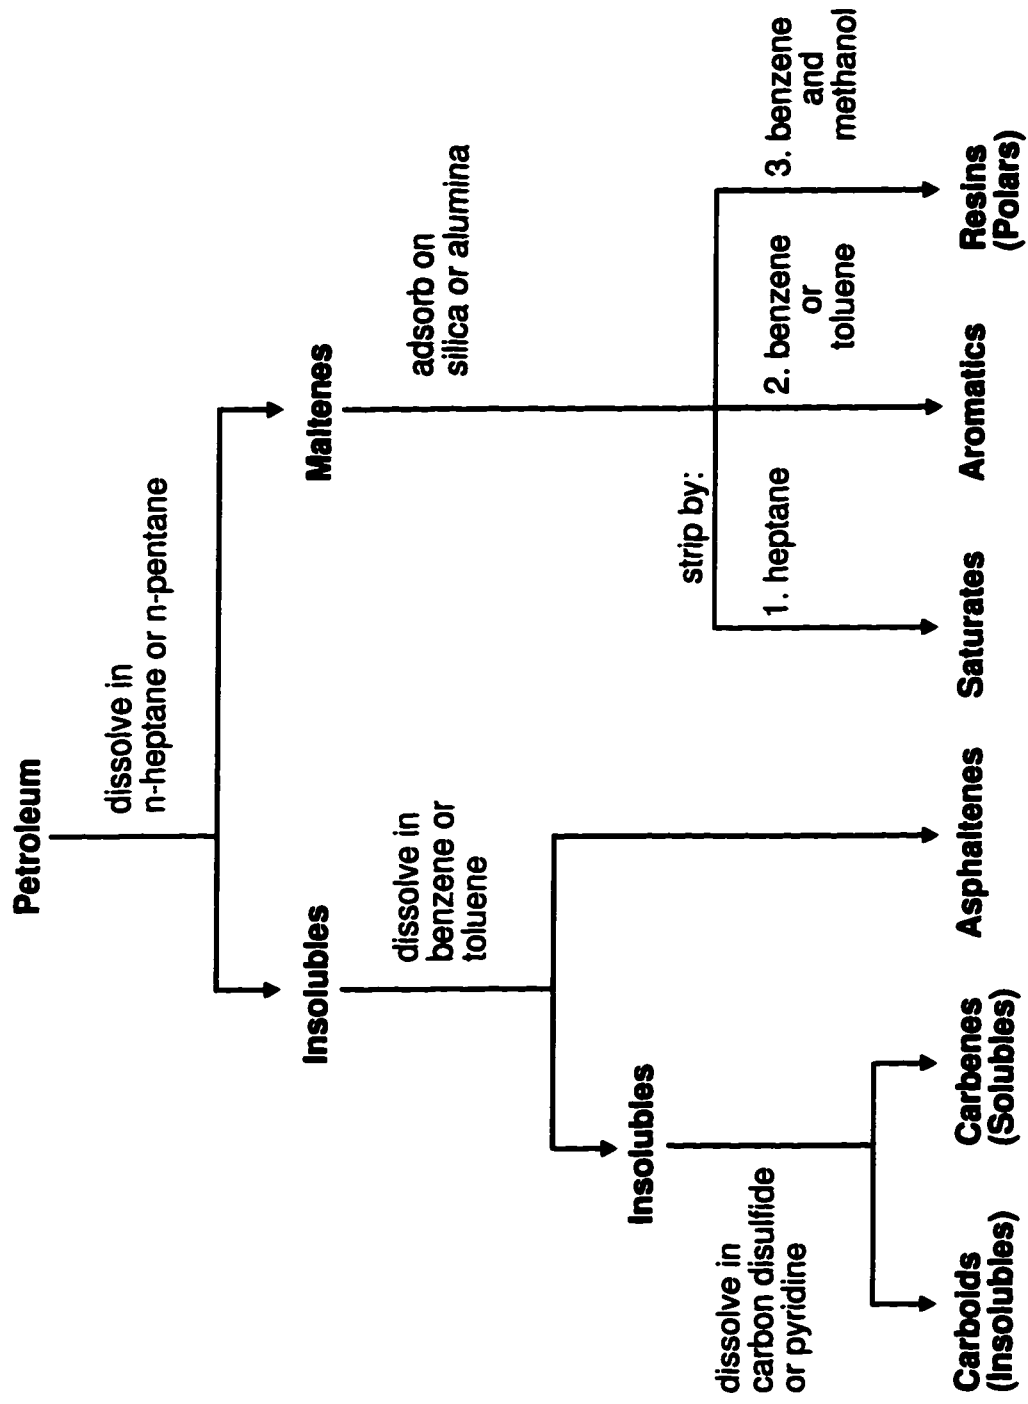 Petroleum
dissolve in
n-heptane or n-pentane
Insolubles
Maltenes
dissolve in
benzene or
toluene
adsorb on
silica or alumina
Insolubles
strip by:
dissolve in
carbon disulfide
or pyridine
1. heptane
2. benzene
or
toluene
3. benzene
and
methanol
Carboids
(Insolubles)
Carbenes
(Solubles)
Asphaltenes
Saturates
Aromatics
Resins
(Polars)